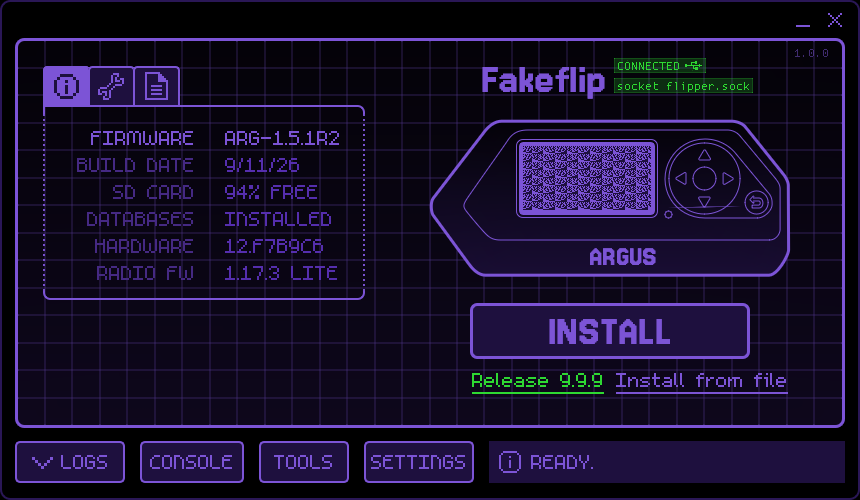 1.0.0
Fakeflip
CONNECTED
socket flipper.sock
FIRMWARE ARG-1.5.1R2
BUILD DATE 9/11/26
SD CARD 94% FREE
DATABASES INSTALLED
HARDWARE 12.F7B9C6
RADIO FW 1.17.3 LITE
ARGUS
INSTALL
Release 9.9.9 Install from file
LOGS CONSOLE TOOLS SETTINGS READY.